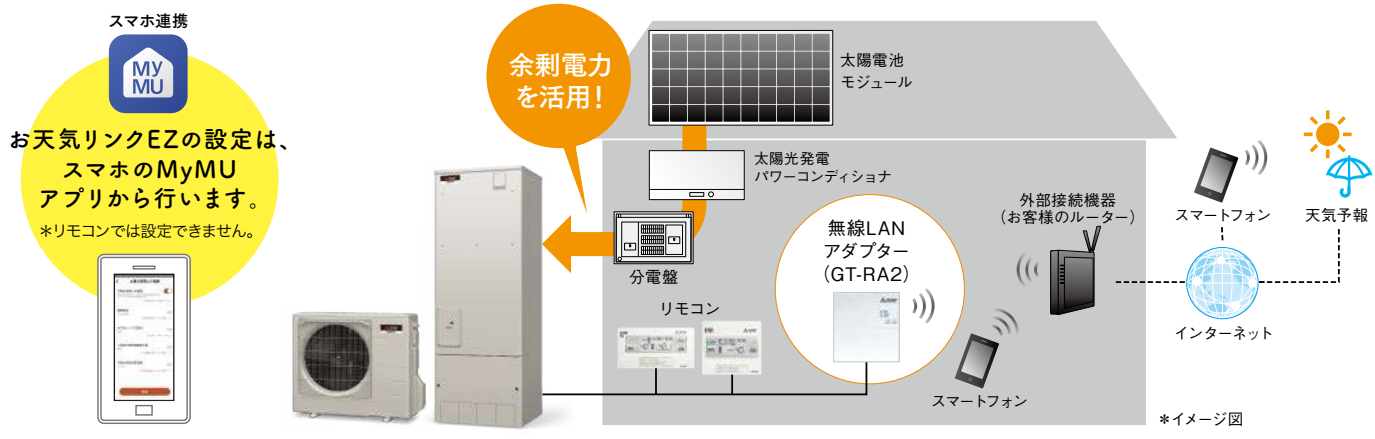 スマホ連携
My
MU
お天気リンクEZの設定は、
スマホのMyMU
アプリから行います。
*リモコンでは設定できません。
余剰電力
を活用!
太陽電池
モジュール
太陽光発電
パワーコンディショナ
分電盤
リモコン
無線LAN
アダプター
(GT-RA2)
外部接続機器
(お客様のルーター)
スマートフォン
スマートフォン
インターネット
天気予報
*イメージ図